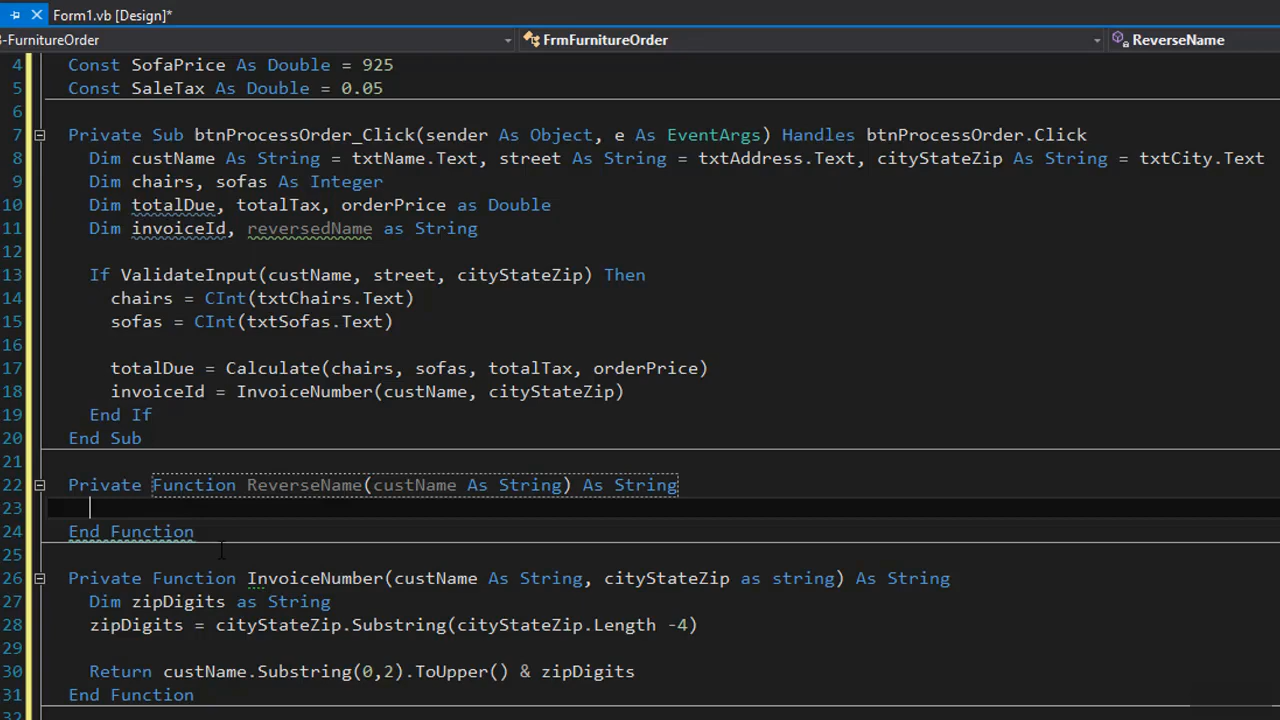 Form1.vb [Design]*
-FurnitureOrder FrmFurnitureOrder ReverseName
4 Const SofaPrice As Double = 925
5 Const SaleTax As Double = 0.05
6
7 Private Sub btnProcessOrder_Click(sender As Object, e As EventArgs) Handles btnProcessOrder.Click
8 Dim custName As String = txtName.Text, street As String = txtAddress.Text, cityStateZip As String = txtCity.Text
9 Dim chairs, sofas As Integer
10 Dim totalDue, totalTax, orderPrice as Double
11 Dim invoiceId, reversedName as String
12
13 If ValidateInput(custName, street, cityStateZip) Then
14 chairs = CInt(txtChairs.Text)
15 sofas = CInt(txtSofas.Text)
16
17 totalDue = Calculate(chairs, sofas, totalTax, orderPrice)
18 invoiceId = InvoiceNumber(custName, cityStateZip)
19 End If
20 End Sub
21
22 Private Function ReverseName(custName As String) As String
23
24 End Function
25
26 Private Function InvoiceNumber(custName As String, cityStateZip as string) As String
27 Dim zipDigits as String
28 zipDigits = cityStateZip.Substring(cityStateZip.Length -4)
29
30 Return custName.Substring(0,2).ToUpper() & zipDigits
31 End Function
32